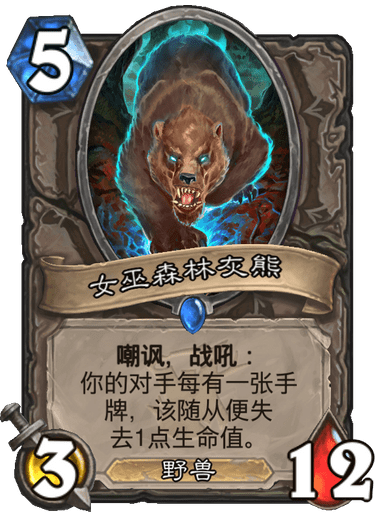 5
女巫森林灰熊
嘲讽，战吼：
你的对手每有一张手
牌，该随从便失
去1点生命值。
野兽
3
12